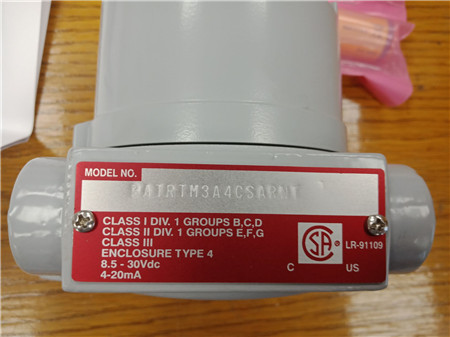 MODEL NO.
CLASS I DIV. 1 GROUPS B,C,D
CLASS II DIV. 1 GROUPS E,F,G
CLASS III
ENCLOSURE TYPE 4
8.5 - 30Vdc
4-20mA
SA ®
LR-91109
C US